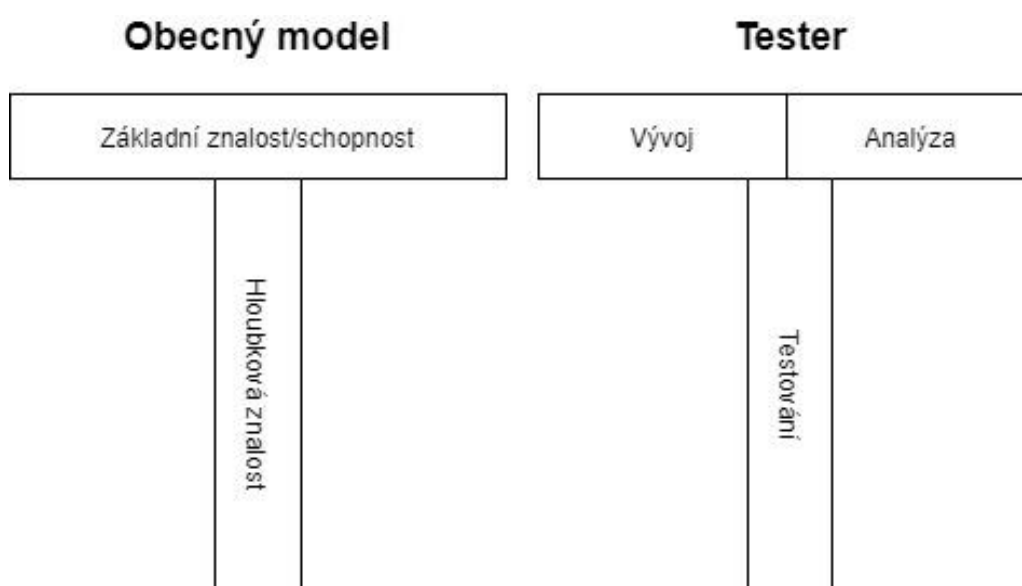 Obecný model
Základní znalost/schopnost
Hloubková znalost
Tester
Vývoj
Analýza
Testování